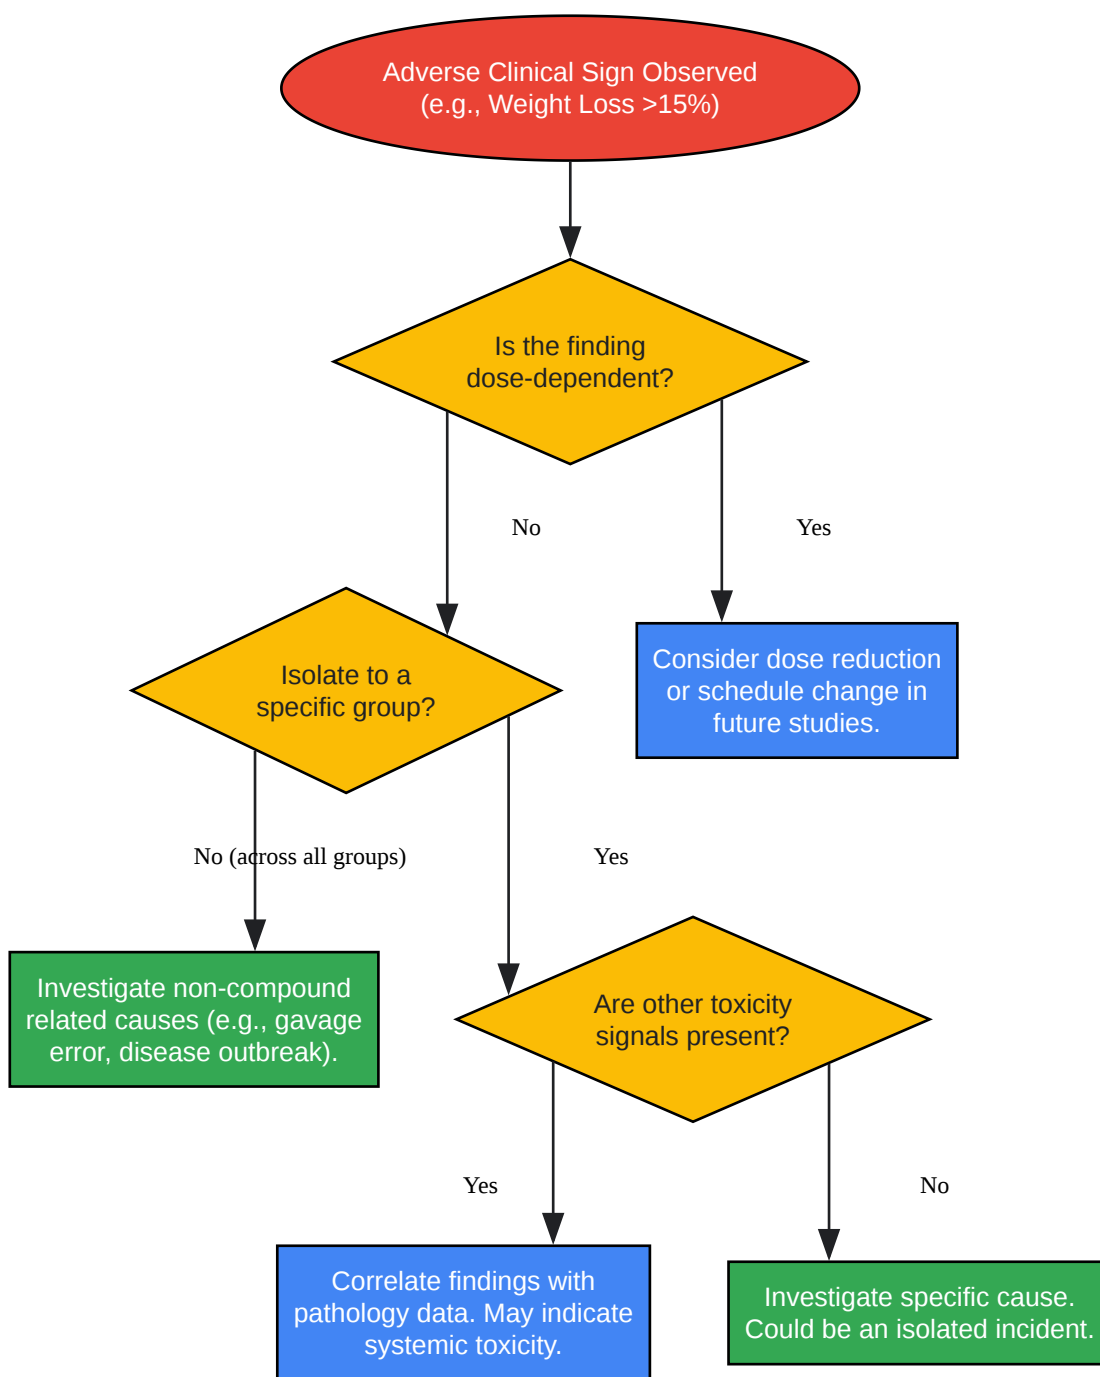 Adverse Clinical Sign Observed
(e.g., Weight Loss >15%)
Is the finding
dose-dependent?
No
Yes
Isolate to a
specific group?
Consider dose reduction
or schedule change in
future studies.
No (across all groups)
Yes
Investigate non-compound
related causes (e.g., gavage
error, disease outbreak).
Are other toxicity
signals present?
Yes
No
Correlate findings with
pathology data. May indicate
systemic toxicity.
Investigate specific cause.
Could be an isolated incident.